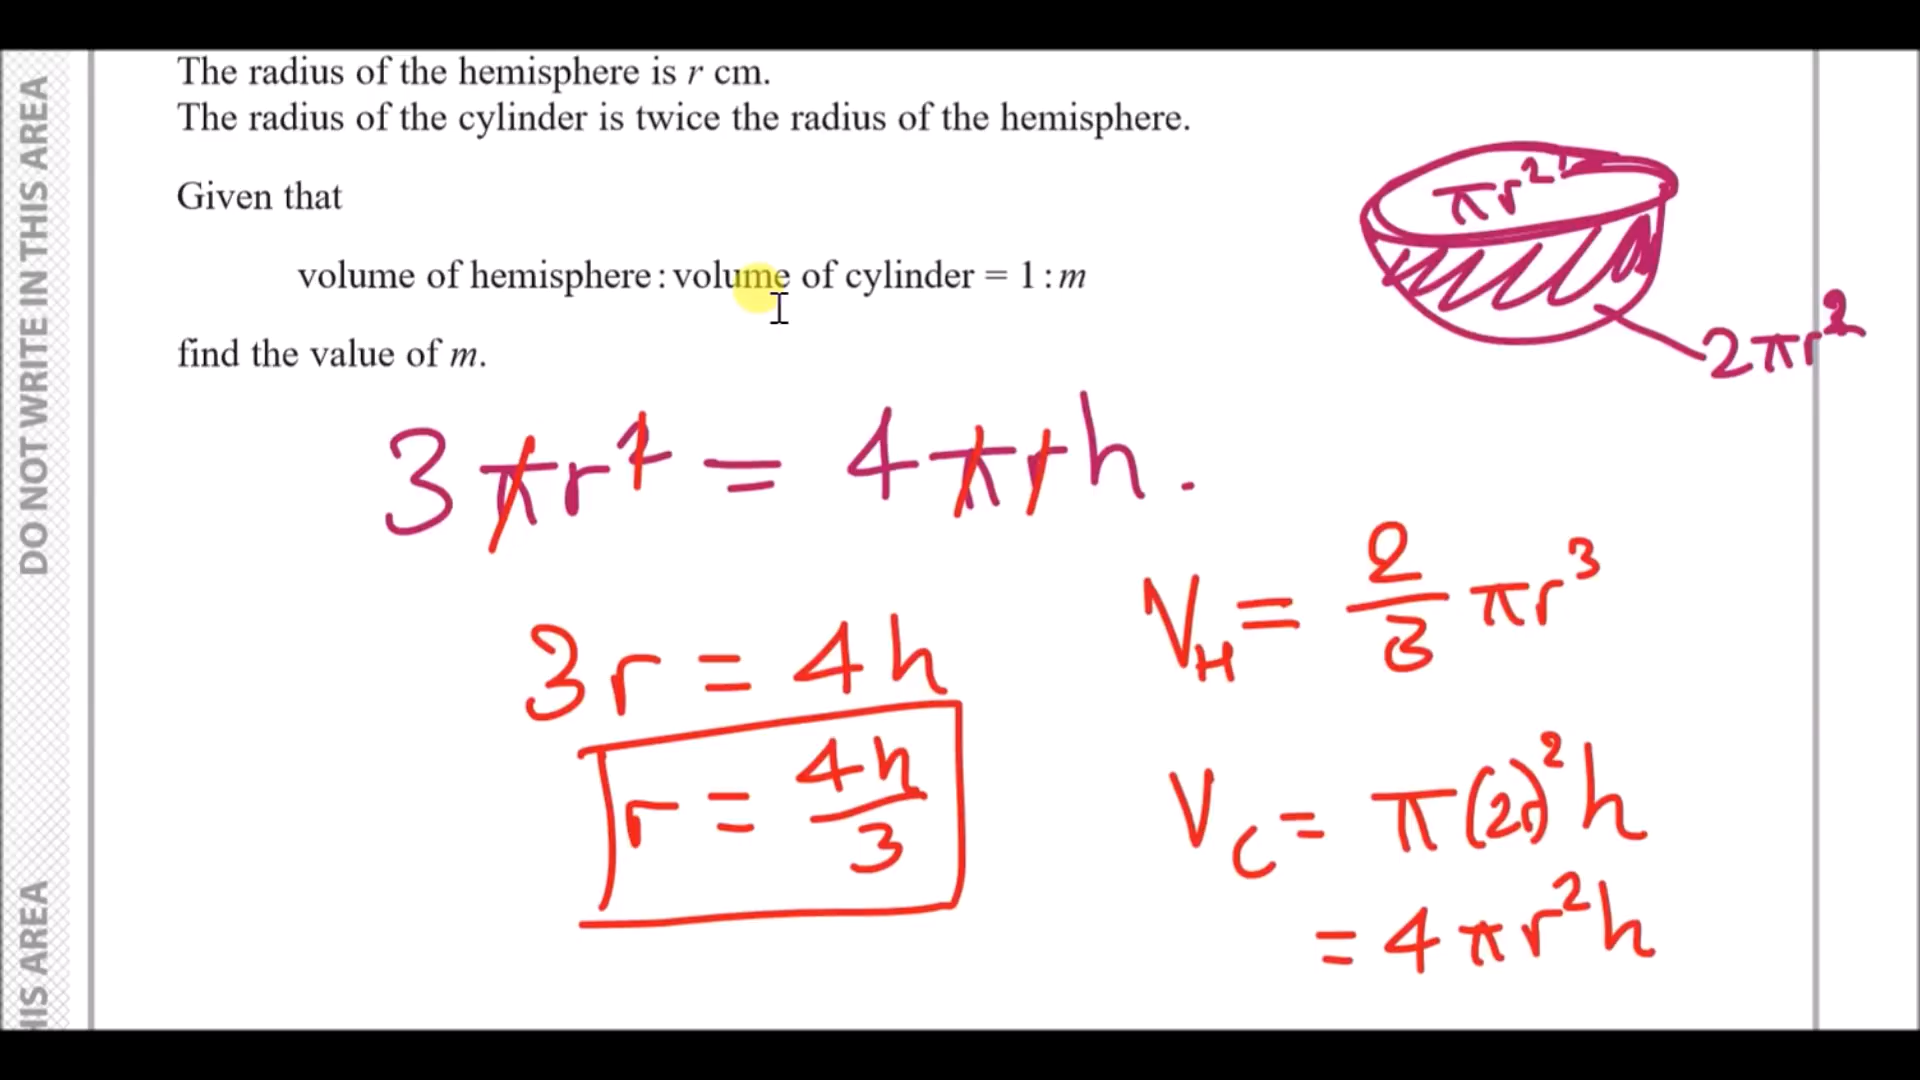 DO NOT WRITE IN THIS AREA
HIS AREA
The radius of the hemisphere is r cm.
The radius of the cylinder is twice the radius of the hemisphere.
Given that
volume of hemisphere : volume of cylinder = 1 : m
find the value of m.
πr²
2πr²
3πr² = 4πrh.
3r = 4h
r = 4h/3
V_H = 2/3 πr³
V_C = π(2r)²h
= 4πr²h